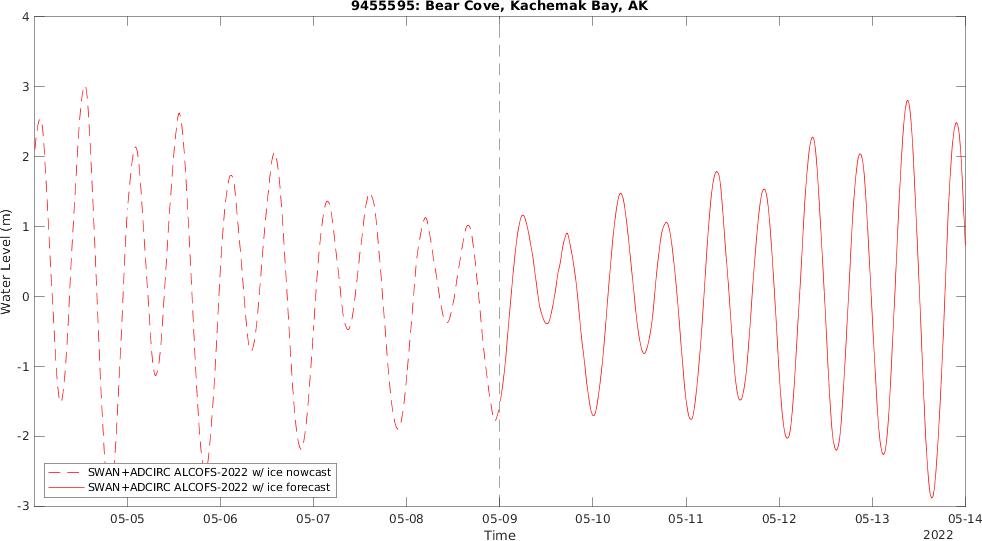 9455595: Bear Cove, Kachemak Bay, AK
4
3
2
1
0
-1
-2
-3
Water Level (m)
SWAN+ADCIRC ALCOFS-2022 w/ ice nowcast
SWAN+ADCIRC ALCOFS-2022 w/ ice forecast
05-05 05-06 05-07 05-08 05-09 05-10 05-11 05-12 05-13 05-14
Time
2022